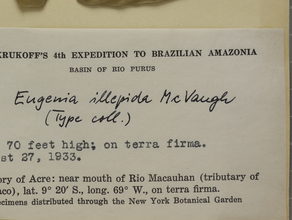 KRUKOFF'S 4th EXPEDITION TO BRAZILIAN AMAZONIA
BASIN OF RIO PURUS
Eugenia illepida McVaugh
(Type coll.)
70 feet high; on terra firma.
st 27, 1933.
ory of Acre: near mouth of Rio Macauhan (tributary of
aco), lat. 9° 20' S., long. 69° W., on terra firma.
ecimens distributed through the New York Botanical Garden